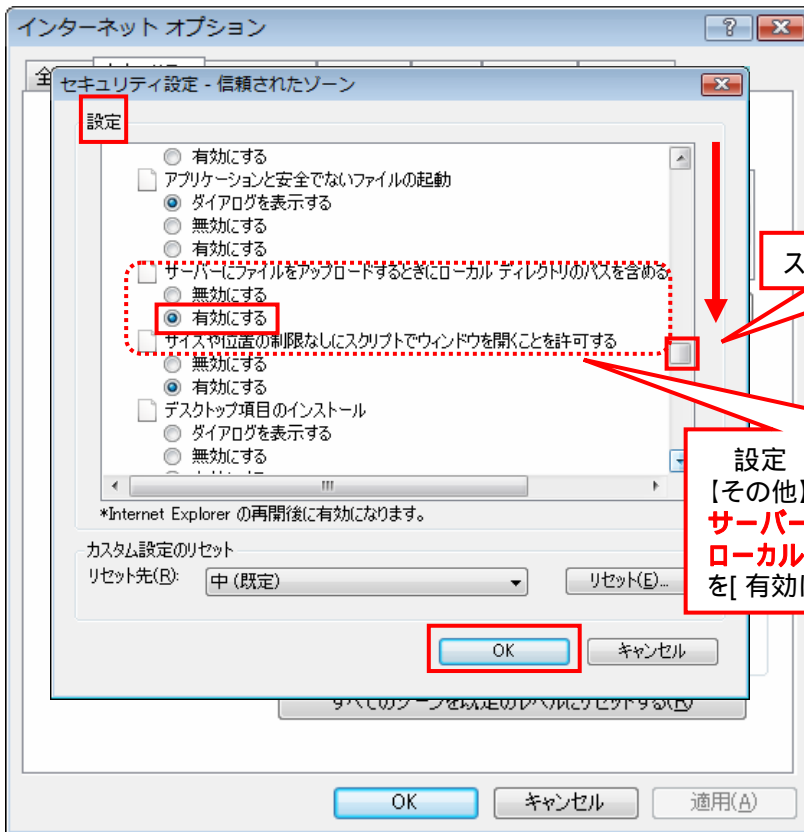 インターネット オプション
全
セキュリティ設定 - 信頼されたゾーン
設定
有効にする
アプリケーションと安全でないファイルの起動
ダイアログを表示する
無効にする
有効にする
サーバーにファイルをアップロードするときにローカル ディレクトリのパスを含める
無効にする
有効にする
サイズや位置の制限なしにスクリプトでウィンドウを開くことを許可する
無効にする
有効にする
デスクトップ項目のインストール
ダイアログを表示する
無効にする
ス
設定
【その他】
サーバー
ローカル
を[ 有効に
*Internet Explorer の再開後に有効になります。
カスタム設定のリセット
リセット先(R):
中 (既定)
リセット(E)...
OK
キャンセル
すべてのゾーンを既定のレベルにリセットする(R)
OK
キャンセル
適用(A)